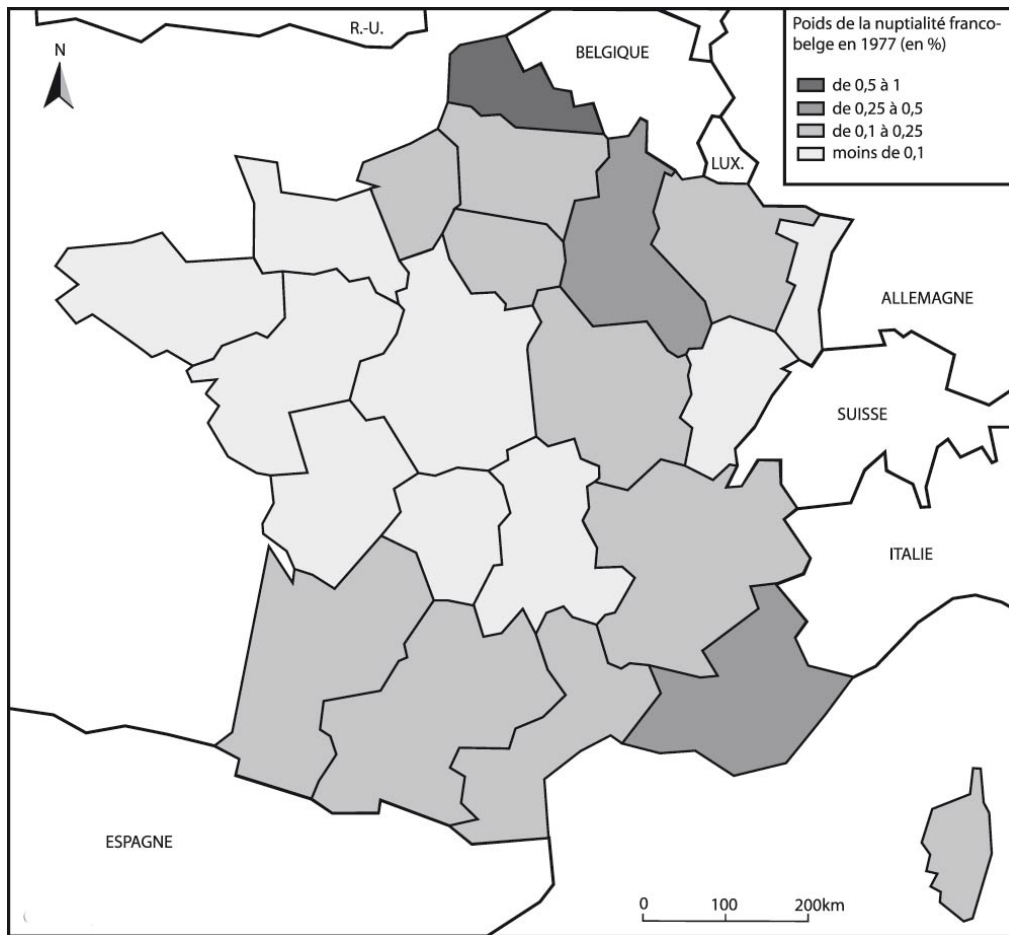 R.-U.
Poids de la nuptialité franco-
belge en 1977 (en %)
N
BELGIQUE
de 0,5 à 1
de 0,25 à 0,5
de 0,1 à 0,25
moins de 0,1
LUX.
ALLEMAGNE
SUISSE
ITALIE
ESPAGNE
0 100 200km